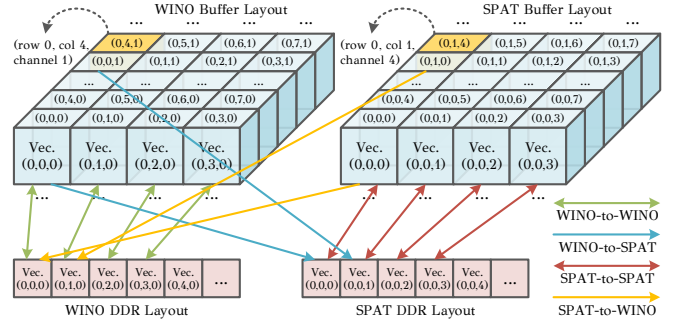 WINO Buffer Layout
SPAT Buffer Layout
... ... ...
... ... ...
(row 0, col 4, channel 1)
(0,4,1) (0,5,1) (0,6,1) (0,7,1)
(0,0,1) (0,1,1) (0,2,1) (0,3,1)
... ... ... ...
(0,4,0) (0,5,0) (0,6,0) (0,7,0)
(0,0,0) (0,1,0) (0,2,0) (0,3,0)
Vec. Vec. Vec. Vec.
(0,0,0) (0,1,0) (0,2,0) (0,3,0)
... ... ... ...
(row 0, col 1, channel 4)
(0,1,4) (0,1,5) (0,1,6) (0,1,7)
(0,1,0) (0,1,1) (0,1,2) (0,1,3)
... ... ... ...
(0,0,4) (0,0,5) (0,0,6) (0,0,7)
(0,0,0) (0,0,1) (0,0,2) (0,0,3)
Vec. Vec. Vec. Vec.
(0,0,0) (0,0,1) (0,0,2) (0,0,3)
... ... ... ...
WINO-to-WINO
WINO-to-SPAT
SPAT-to-SPAT
SPAT-to-WINO
Vec. Vec. Vec. Vec. Vec.
(0,0,0) (0,1,0) (0,2,0) (0,3,0) (0,4,0) ...
WINO DDR Layout
Vec. Vec. Vec. Vec. Vec.
(0,0,0) (0,0,1) (0,0,2) (0,0,3) (0,0,4) ...
SPAT DDR Layout